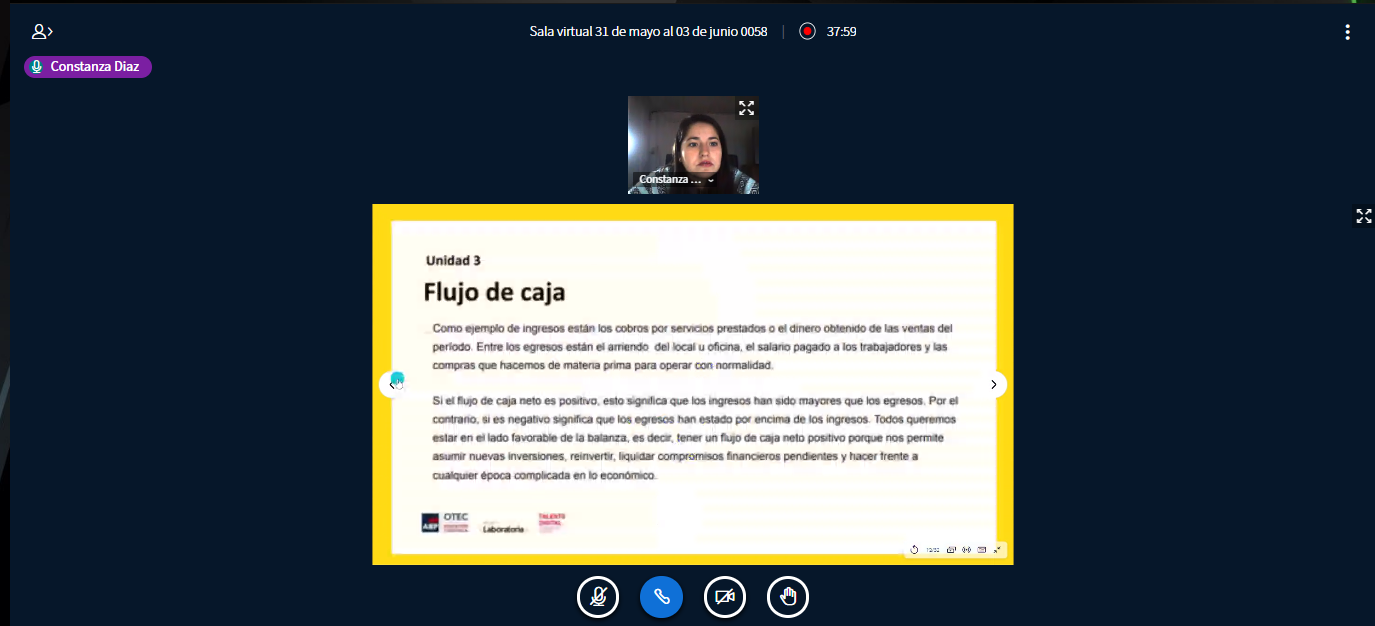 Sala virtual 31 de mayo al 03 de junio 0058 | 37:59
Constanza Diaz
Constanza ...
Unidad 3
Flujo de caja
Como ejemplo de ingresos están los cobros por servicios prestados o el dinero obtenido de las ventas del
período. Entre los egresos están el arriendo del local u oficina, el salario pagado a los trabajadores y las
compras que hacemos de materia prima para operar con normalidad.
Si el flujo de caja neto es positivo, esto significa que los ingresos han sido mayores que los egresos. Por el
contrario, si es negativo significa que los egresos han estado por encima de los ingresos. Todos queremos
estar en el lado favorable de la balanza, es decir, tener un flujo de caja neto positivo porque nos permite
asumir nuevas inversiones, reinvertir, liquidar compromisos financieros pendientes y hacer frente a
cualquier época complicada en lo económico.
OTEC
Laboratoria
TALENTO
DIGITAL